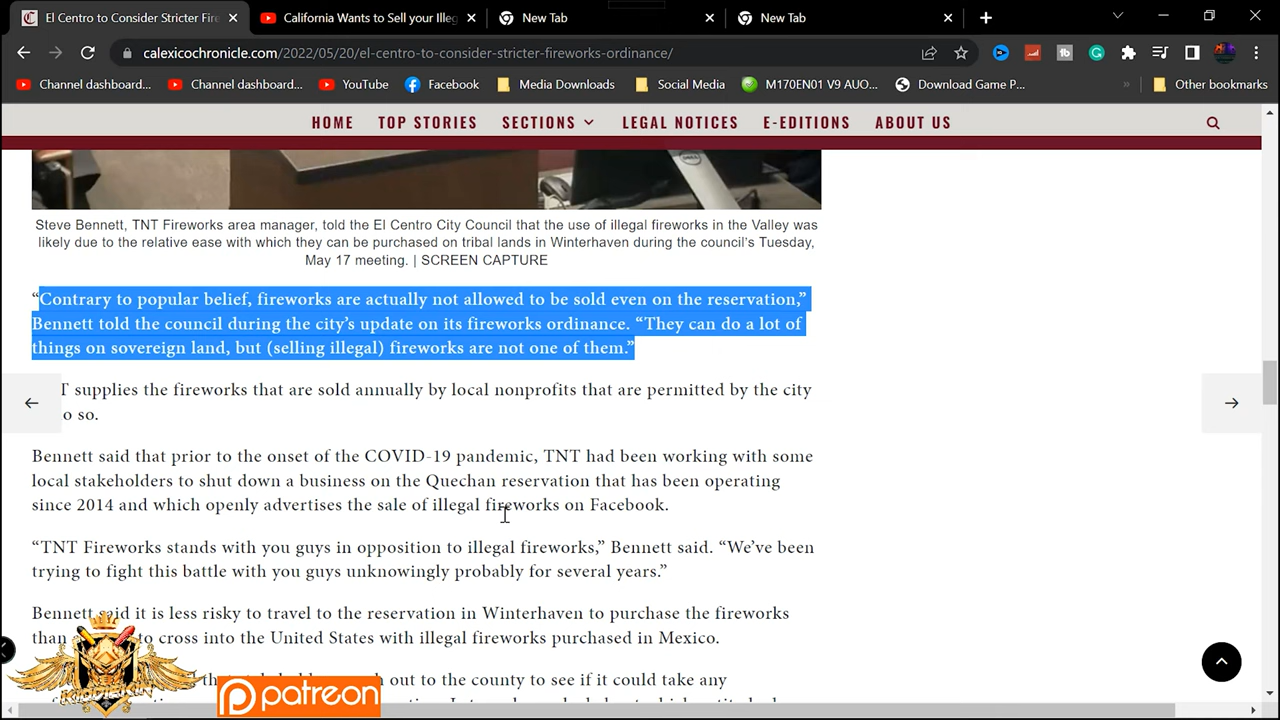 El Centro to Consider Stricter Fire
California Wants to Sell your Illeg
New Tab
New Tab
calexicochronicle.com/2022/05/20/el-centro-to-consider-stricter-fireworks-ordinance/
Channel dashboard...
Channel dashboard...
YouTube
Facebook
Media Downloads
Social Media
M170EN01 V9 AUO...
Download Game P...
»
Other bookmarks
HOME
TOP STORIES
SECTIONS
LEGAL NOTICES
E-EDITIONS
ABOUT US
DELL
Steve Bennett, TNT Fireworks area manager, told the El Centro City Council that the use of illegal fireworks in the Valley was
likely due to the relative ease with which they can be purchased on tribal lands in Winterhaven during the council's Tuesday,
May 17 meeting. | SCREEN CAPTURE
“Contrary to popular belief, fireworks are actually not allowed to be sold even on the reservation,”
Bennett told the council during the city’s update on its fireworks ordinance. “They can do a lot of
things on sovereign land, but (selling illegal) fireworks are not one of them.”
T supplies the fireworks that are sold annually by local nonprofits that are permitted by the city
o so.
Bennett said that prior to the onset of the COVID-19 pandemic, TNT had been working with some
local stakeholders to shut down a business on the Quechan reservation that has been operating
since 2014 and which openly advertises the sale of illegal fireworks on Facebook.
“TNT Fireworks stands with you guys in opposition to illegal fireworks,” Bennett said. “We’ve been
trying to fight this battle with you guys unknowingly probably for several years.”
Bennett said it is less risky to travel to the reservation in Winterhaven to purchase the fireworks
than to cross into the United States with illegal fireworks purchased in Mexico.
out to the county to see if it could take any
patreon